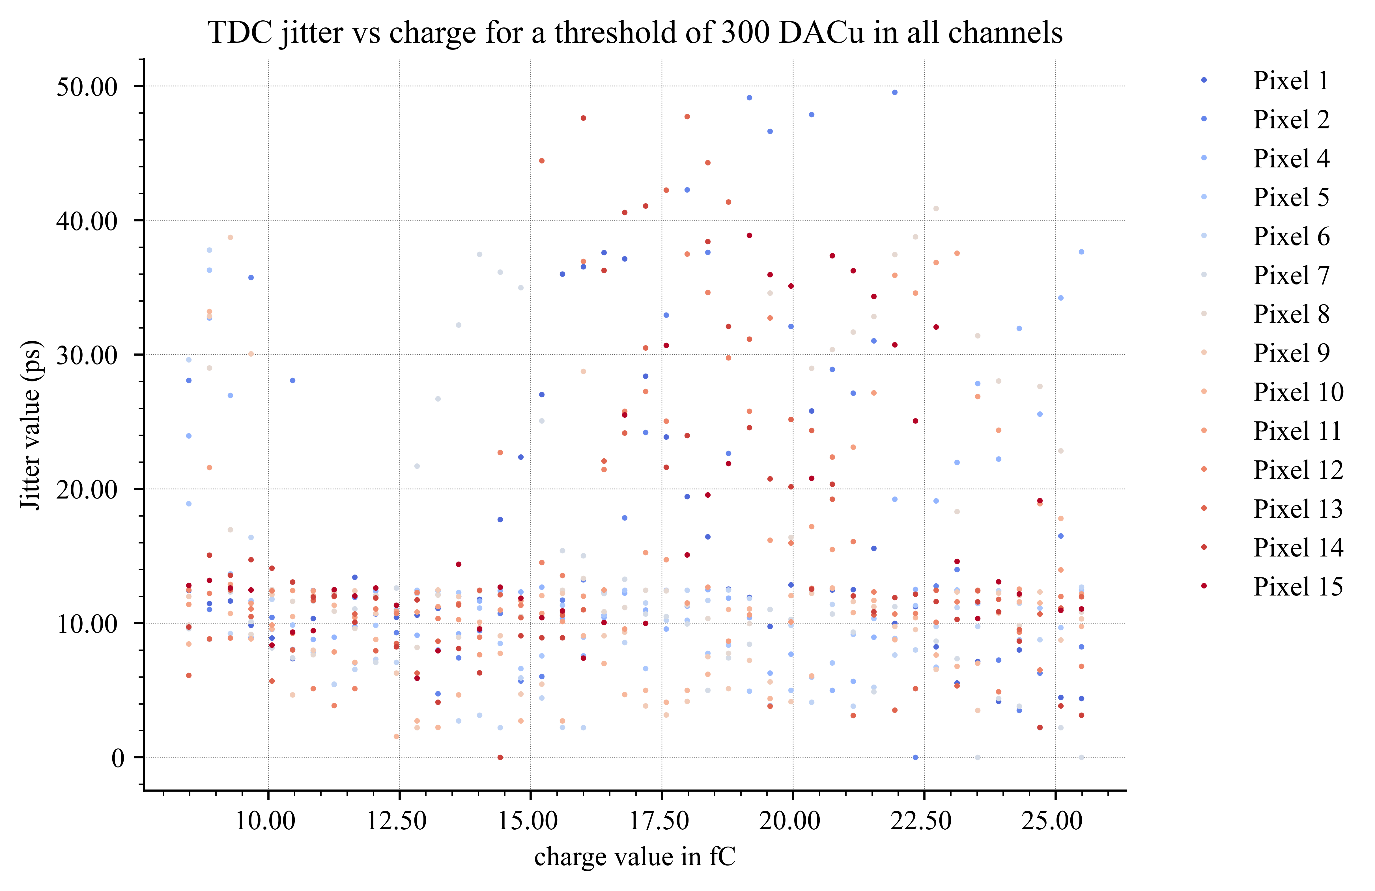 TDC jitter vs charge for a threshold of 300 DACu in all channels
50.00
40.00
30.00
20.00
10.00
0
Jitter value (ps)
10.00
12.50
15.00
17.50
20.00
22.50
25.00
charge value in fC
Pixel 1
Pixel 2
Pixel 4
Pixel 5
Pixel 6
Pixel 7
Pixel 8
Pixel 9
Pixel 10
Pixel 11
Pixel 12
Pixel 13
Pixel 14
Pixel 15